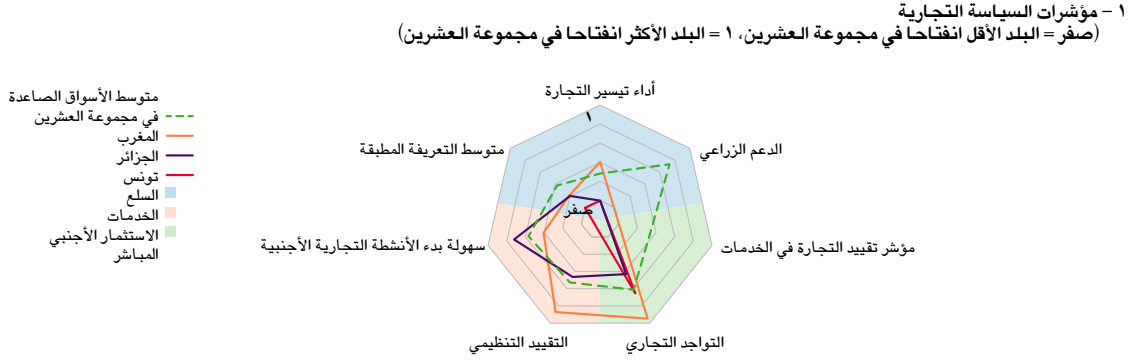 ١ – مؤشرات السياسة التجارية
(صفر = البلد الأقل انفتاحا في مجموعة العشرين، ١ = البلد الأكثر انفتاحا في مجموعة العشرين)
أداء تيسير التجارة
١
الدعم الزراعي
متوسط التعريفة المطبقة
صفر
مؤشر تقييد التجارة في الخدمات
سهولة بدء الأنشطة التجارية الأجنبية
التواجد التجاري
التقييد التنظيمي
متوسط الأسواق الصاعدة
في مجموعة العشرين
المغرب
الجزائر
تونس
السلع
الخدمات
الاستثمار الأجنبي
المباشر